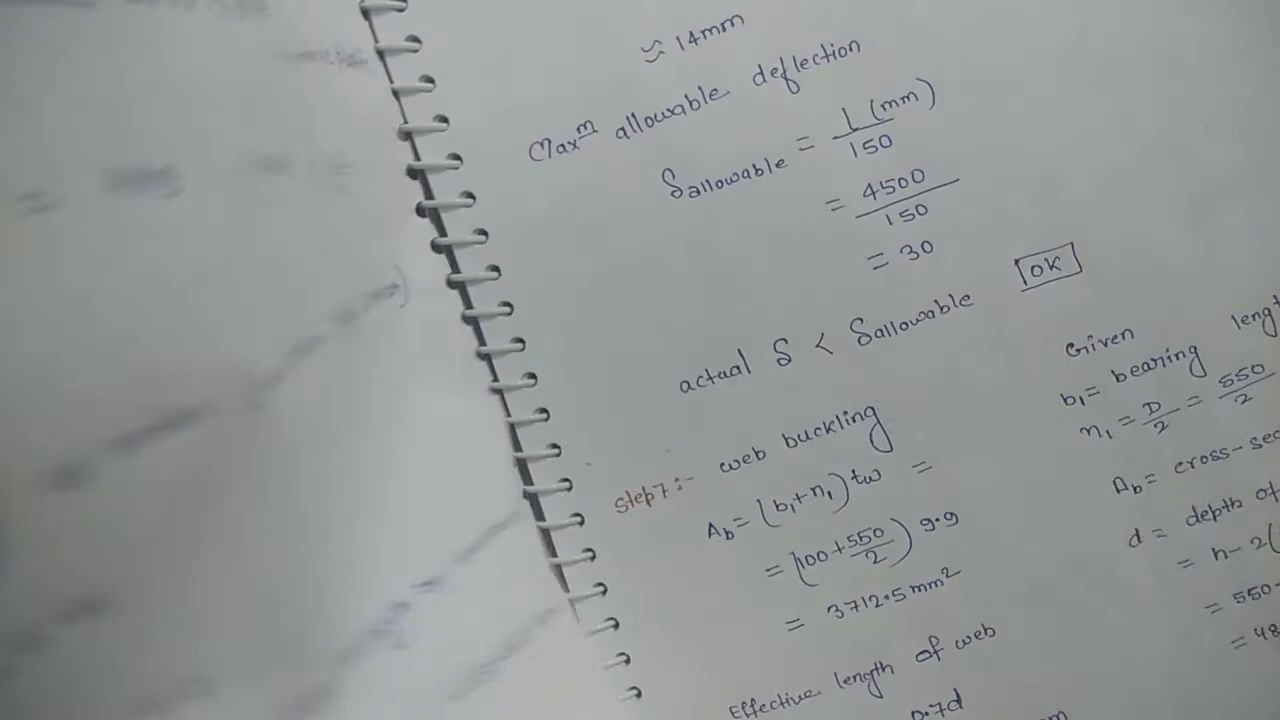 ≈ 14mm
Maxᵐ allowable deflection
δallowable = l (mm) / 150
= 4500 / 150
= 30
actual δ < δallowable OK
Step 7:- web buckling
Ab = (b1+n1) tw =
= (100 + 550/2) 9.9
= 3712.5 mm²
Effective length of web
0.7d
Given
b1 = bearing
n1 = D/2 = 550/2
Ab =
d = depth of
= h - 2(
= 550-
= 48